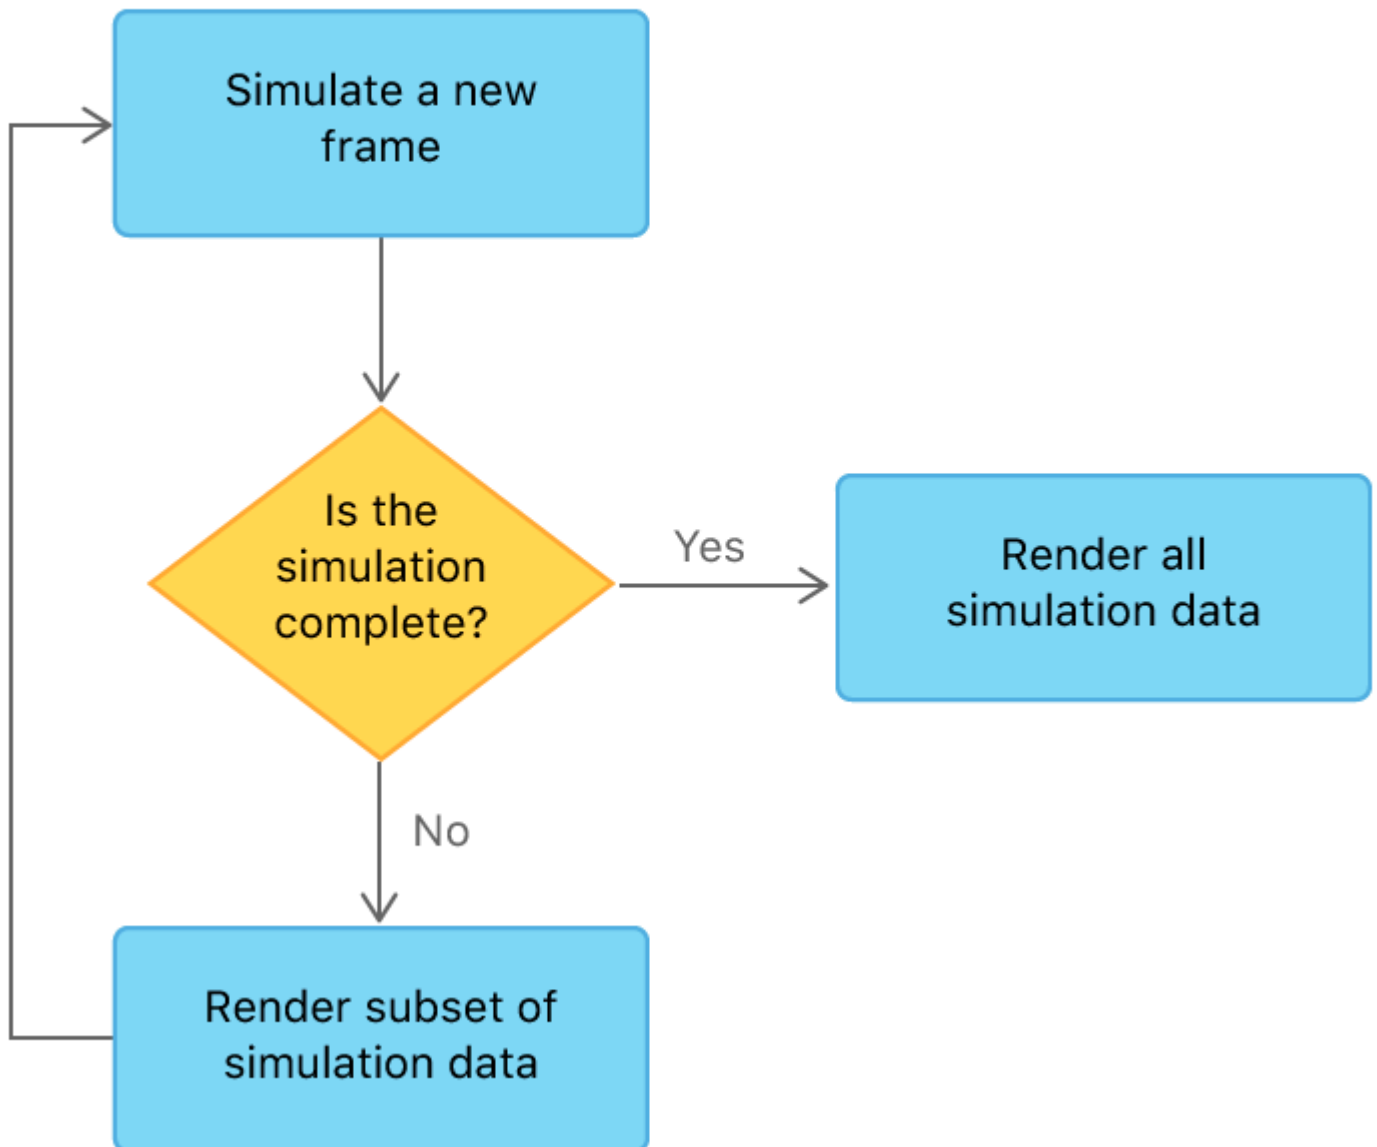 Simulate a new
frame
Is the
simulation
complete?
Yes
Render all
simulation data
No
Render subset of
simulation data